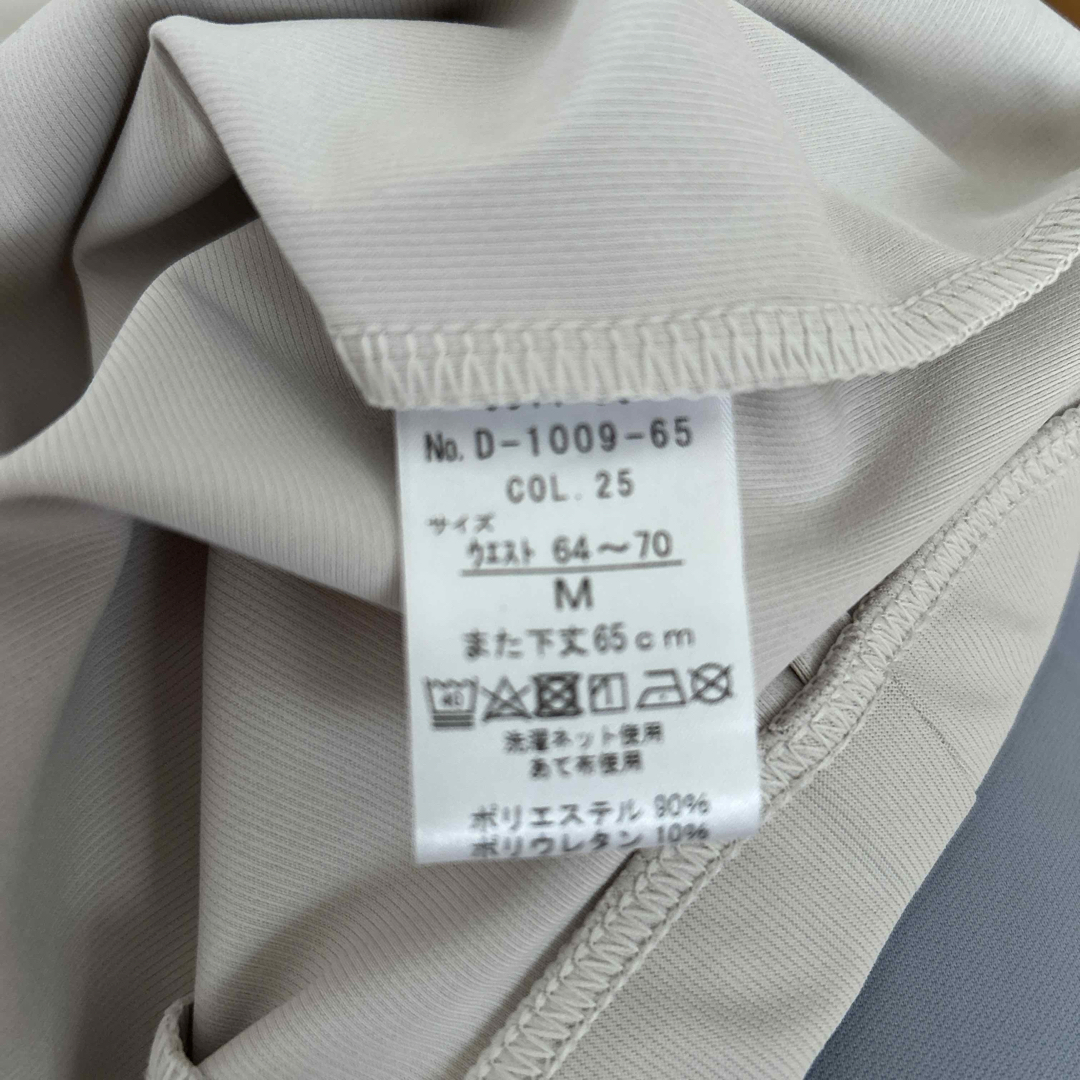 No. D-1009-65
COL. 25
サイズ
ウエスト 64～70
M
また下丈65cm
40
洗濯ネット使用
あて布使用
ポリエステル 90%
ポリウレタン 10%